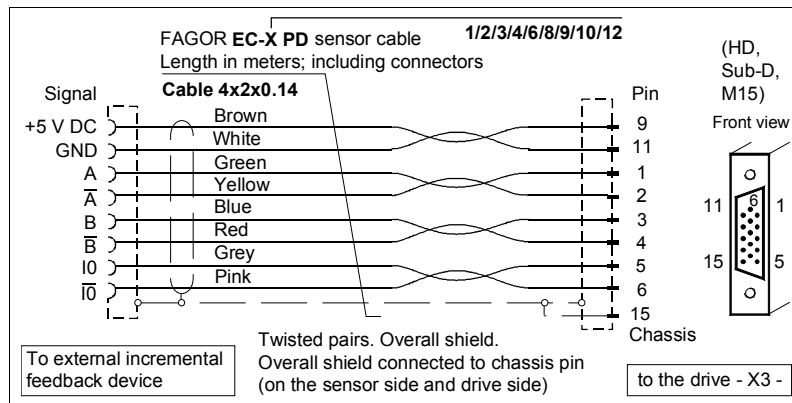 FAGOR EC-X PD sensor cable 1/2/3/4/6/8/9/10/12
Length in meters; including connectors
Cable 4x2x0.14
(HD,
Sub-D,
M15)
Front view
Signal
Pin
+5 V DC Brown 9
GND White 11
A Green 1
A̅ Yellow 2
B Blue 3
B̅ Red 4
I0 Grey 5
I̅0̅ Pink 6
15
Chassis
11 6 1
15 5
Twisted pairs. Overall shield.
Overall shield connected to chassis pin
(on the sensor side and drive side)
To external incremental
feedback device
to the drive - X3 -